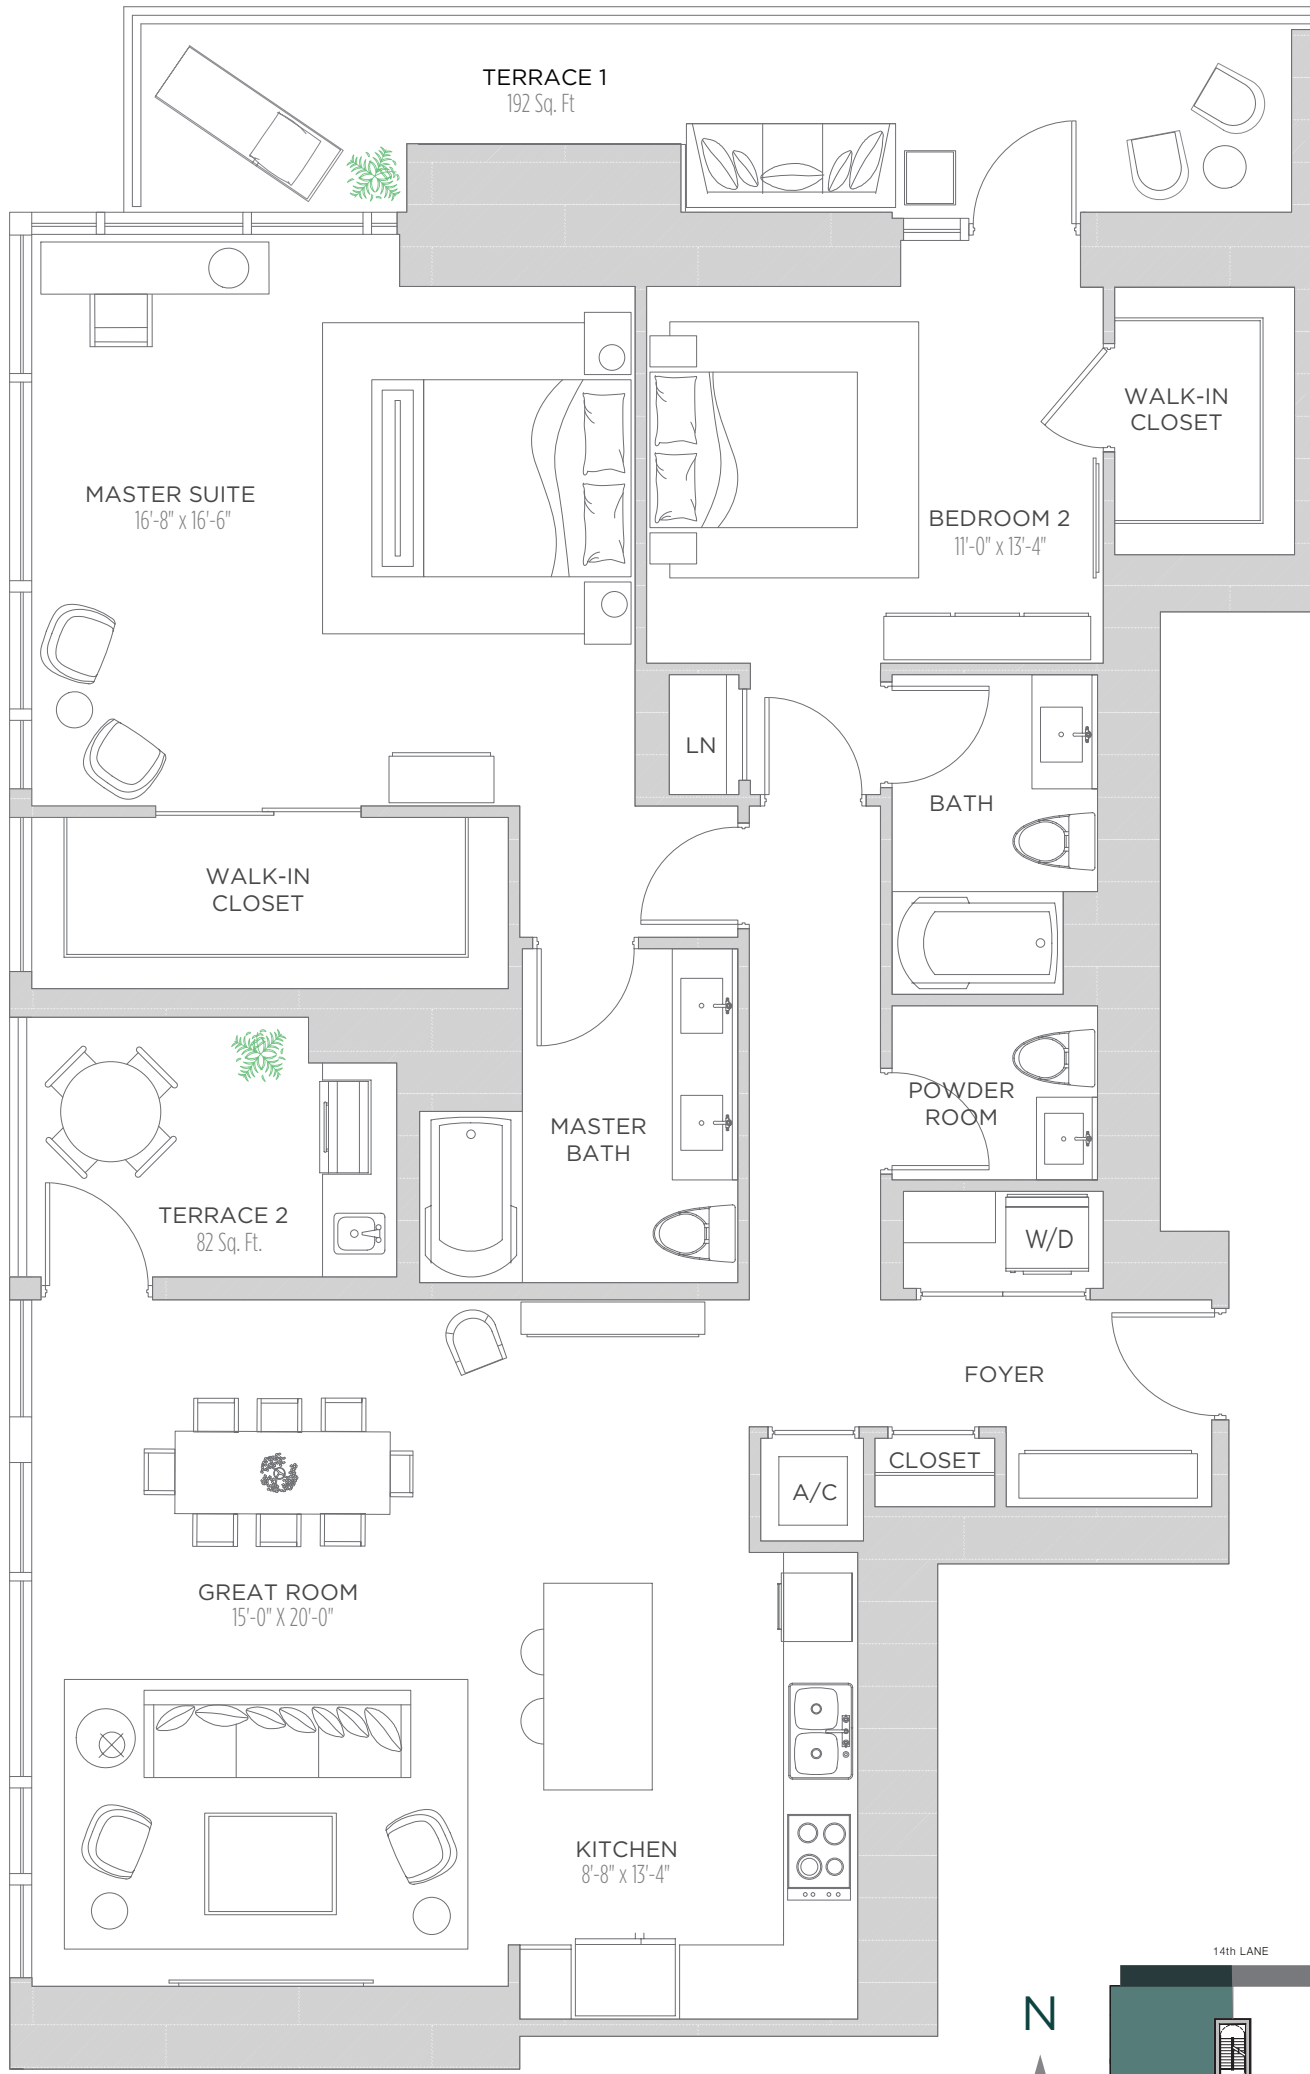 TERRACE 1
192 Sq. Ft
WALK-IN
CLOSET
MASTER SUITE
16'-8" x 16'-6"
BEDROOM 2
11'-0" x 13'-4"
LN
BATH
WALK-IN
CLOSET
POWDER
ROOM
MASTER
BATH
TERRACE 2
82 Sq. Ft.
W/D
FOYER
CLOSET
A/C
GREAT ROOM
15'-0" X 20'-0"
KITCHEN
8'-8" x 13'-4"
14th LANE
N